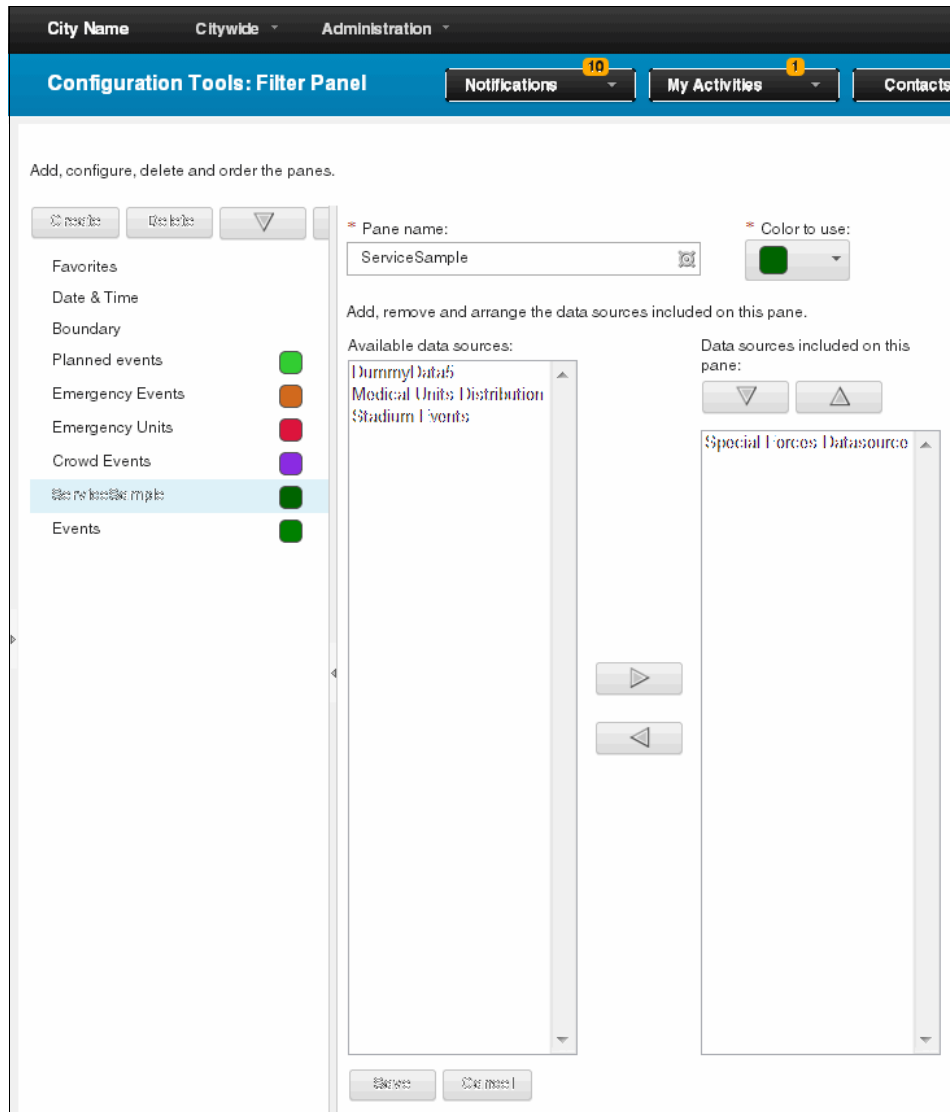 City Name Citywide Administration
Configuration Tools: Filter Panel Notifications 10 My Activities 1 Contacts
Add, configure, delete and order the panes.
Create Delete
Favorites
Date & Time
Boundary
Planned events
Emergency Events
Emergency Units
Crowd Events
ServiceSample
Events
* Pane name:
ServiceSample
* Color to use:
Add, remove and arrange the data sources included on this pane.
Available data sources:
DummyData5
Medical Units Distribution
Stadium Events
Data sources included on this
pane:
Special Forces Datasource
Save Cancel